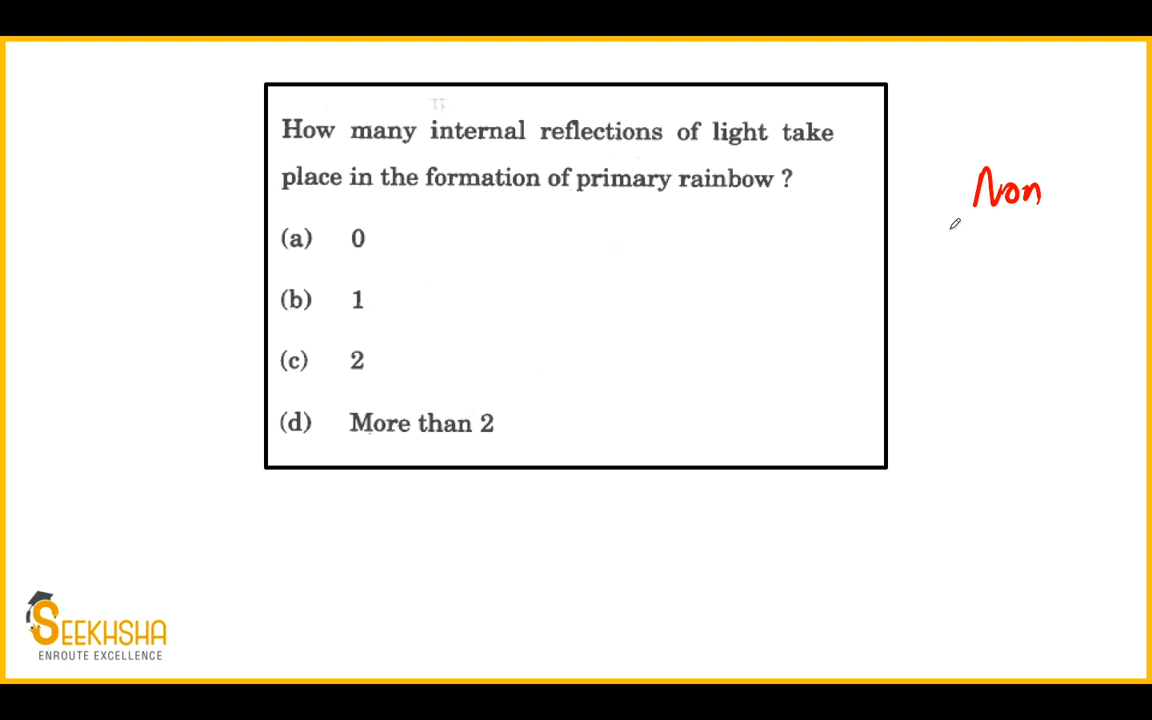 How many internal reflections of light take
place in the formation of primary rainbow ?
(a) 0
(b) 1
(c) 2
(d) More than 2
Non
SEEKHSHA
ENROUTE EXCELLENCE